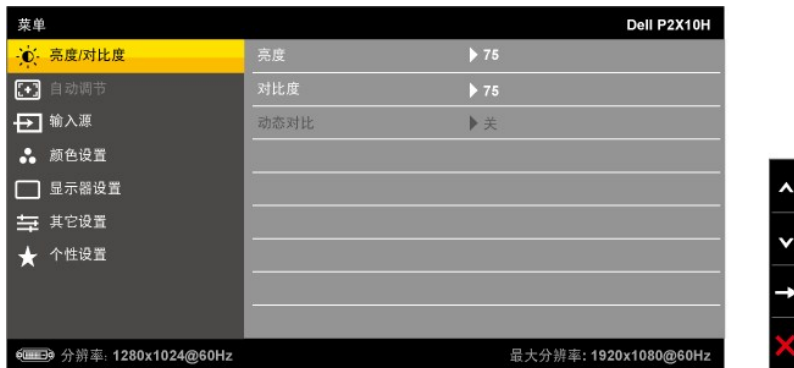 菜单 Dell P2X10H
亮度/对比度 亮度 75
自动调节 对比度 75
输入源 动态对比 关
颜色设置
显示器设置
其它设置
个性设置
分辨率: 1280x1024@60Hz 最大分辨率: 1920x1080@60Hz